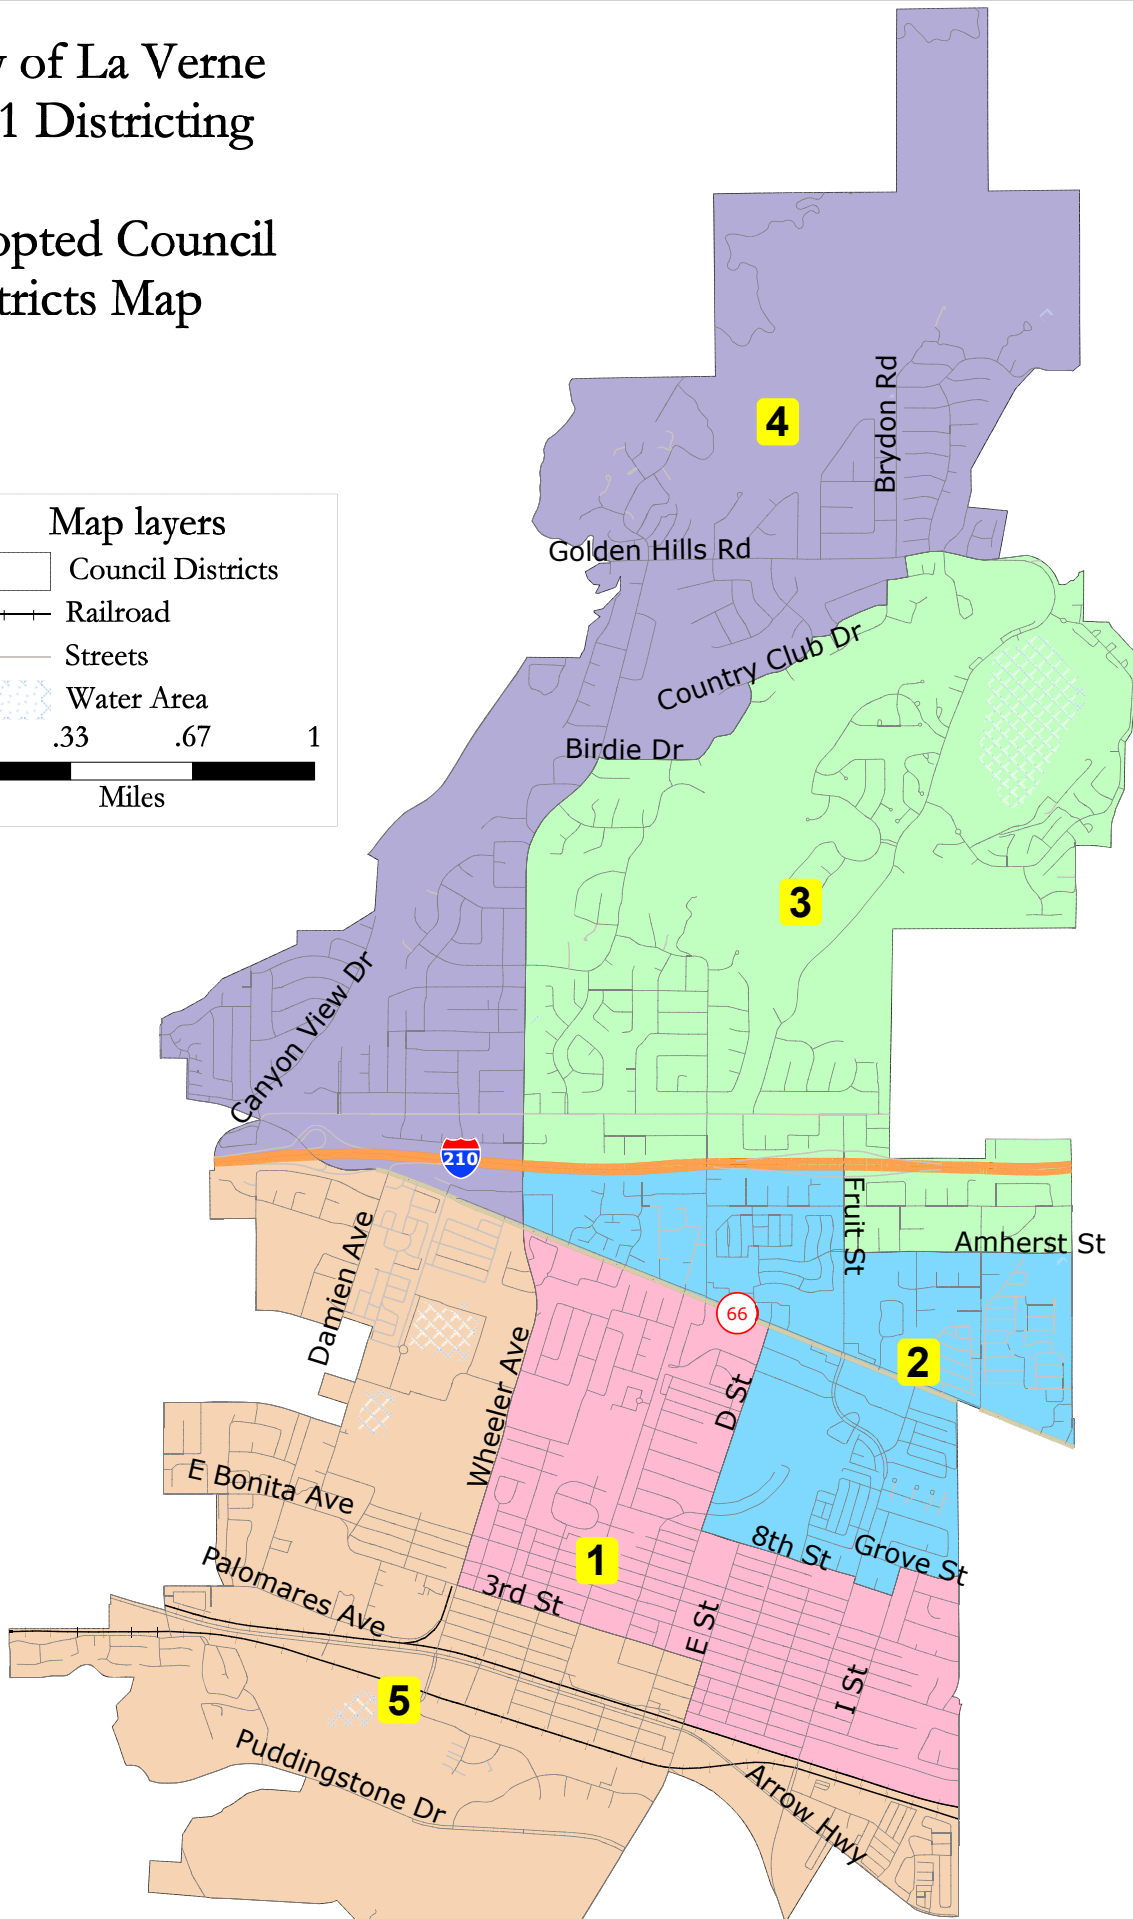 of La Verne
1 Districting
opted Council
tricts Map
Map layers
Council Districts
Railroad
Streets
Water Area
.33 .67 1
Miles
4
Brydon Rd
Golden Hills Rd
Country Club Dr
Birdie Dr
3
Canyon View Dr
210
Fruit St
Amherst St
Damien Ave
66
Wheeler Ave
2
D St
E Bonita Ave
8th St
Grove St
Palomares Ave
1
3rd St
E St
I St
5
Puddingstone Dr
Arrow Hwy